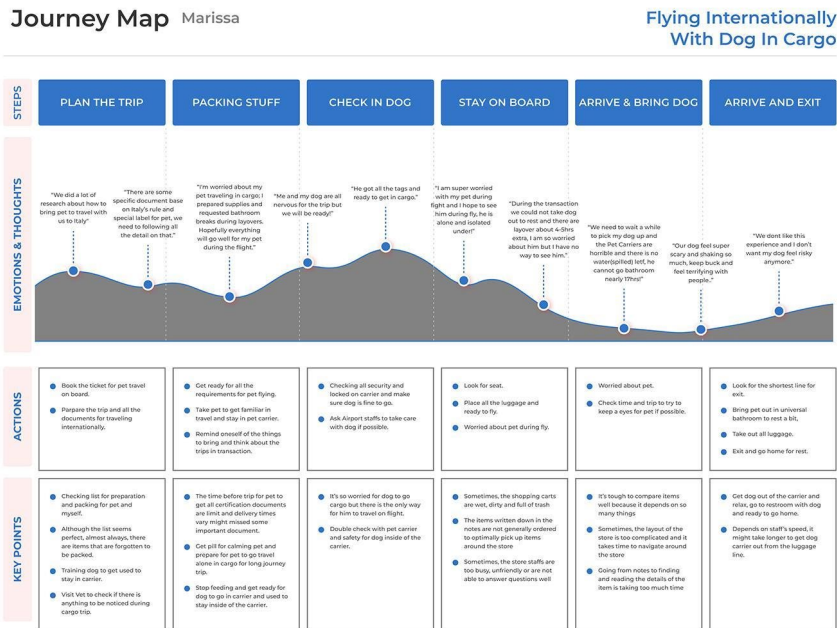 Journey Map Marissa
Flying Internationally
With Dog In Cargo
STEPS
PLAN THE TRIP
PACKING STUFF
CHECK IN DOG
STAY ON BOARD
ARRIVE & BRING DOG
ARRIVE AND EXIT
EMOTIONS & THOUGHTS
"We did a lot of
research about how to
bring pet to travel with
us to Italy"
"There are some
specific document base
on Italy's rule and
special label for pet, we
need to following all
the detail on that."
"I'm worried about my
pet traveling in cargo; I
prepared supplies and
requested bathroom
breaks during layovers.
Hopefully everything
will go well for my pet
during the flight."
"Me and my dog are all
nervous for the trip but
we will be ready!"
"He got all the tags and
ready to get in cargo."
"I am super worried
with my pet during
fight and I hope to see
him during fly, he is
alone and isolated
under!"
"During the transaction
we could not take dog
out to rest and there are
layover about 4-5hrs
extra, I am so worried
about him but I have no
way to see him."
"We need to wait a while
to pick my dog up and
the Pet Carriers are
horrible and there is no
water(spilled) letf, he
cannot go bathroom
nearly 17hrs!"
"Our dog feel super
scary and shaking so
much, keep buck and
feel terrifying with
people.."
"We dont like this
experience and I don't
want my dog feel risky
anymore."
ACTIONS
Book the ticket for pet travel
on board.
Parpare the trip and all the
documents for traveling
internationally.
Get ready for all the
requirements for pet flying.
Take pet to get familiar in
travel and stay in pet carrier.
Remind oneself of the things
to bring and think about the
trips in transaction.
Checking all security and
locked on carrier and make
sure dog is fine to go.
Ask Airport staffs to take care
with dog if possible.
Look for seat.
Place all the luggage and
ready to fly.
Worried about pet during fly.
Worried about pet.
Check time and trip to try to
keep a eyes for pet if possible.
Look for the shortest line for
exit.
Bring pet out in universal
bathroom to rest a bit,
Take out all luggage.
Exit and go home for rest.
KEY POINTS
Checking list for preparation
and packing for pet and
myself.
Although the list seems
perfect, almost always, there
are items that are forgotten to
be packed.
Training dog to get used to
stay in carrier.
Visit Vet to check if there is
anything to be noticed during
cargo trip.
The time before trip for pet to
get all certification documents
are limit and delivery times
vary might missed some
important document.
Get pill for calming pet and
prepare for pet to go travel
alone in cargo for long journey
trip.
Stop feeding and get ready for
dog to go in carrier and used to
stay inside of the carrier.
It's so worried for dog to go
cargo but there is the only way
for him to travel on flight.
Double check with pet carrier
and safety for dog inside of the
carrier.
Sometimes, the shopping carts
are wet, dirty and full of trash
The items written down in the
notes are not generally ordered
to optimally pick up items
around the store
Sometimes, the store staffs are
too busy, unfriendly or are not
able to answer questions well
It's tough to compare items
well because it depends on so
many things
Sometimes, the layout of the
store is too complicated and it
takes time to navigate around
the store
Going from notes to finding
and reading the details of the
item is taking too much time
Get dog out of the carrier and
relax, go to restroom with dog
and ready to go home.
Depends on staff's speed, it
might take longer to get dog
carrier out from the luggage
line.